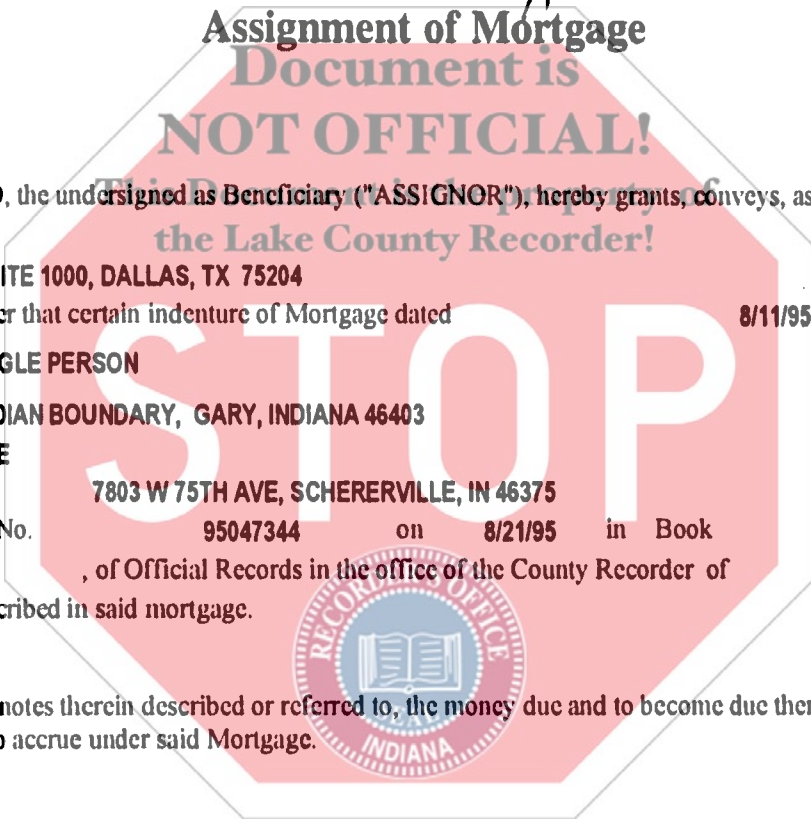 Assignment of Mortgage
Document is
NOT OFFICIAL!
This Document is the property of
, the undersigned as Beneficiary ("ASSIGNOR"), hereby grants, conveys, as
the Lake County Recorder!
ITE 1000, DALLAS, TX 75204
er that certain indenture of Mortgage dated 8/11/95
GLE PERSON
DIAN BOUNDARY, GARY, INDIANA 46403
E
STOP
7803 W 75TH AVE, SCHERERVILLE, IN 46375
No. 95047344 on 8/21/95 in Book
, of Official Records in the office of the County Recorder of
cribed in said mortgage.
RECORDER'S OFFICE
notes therein described or referred to, the money due and to become due ther
o accrue under said Mortgage.
INDIANA